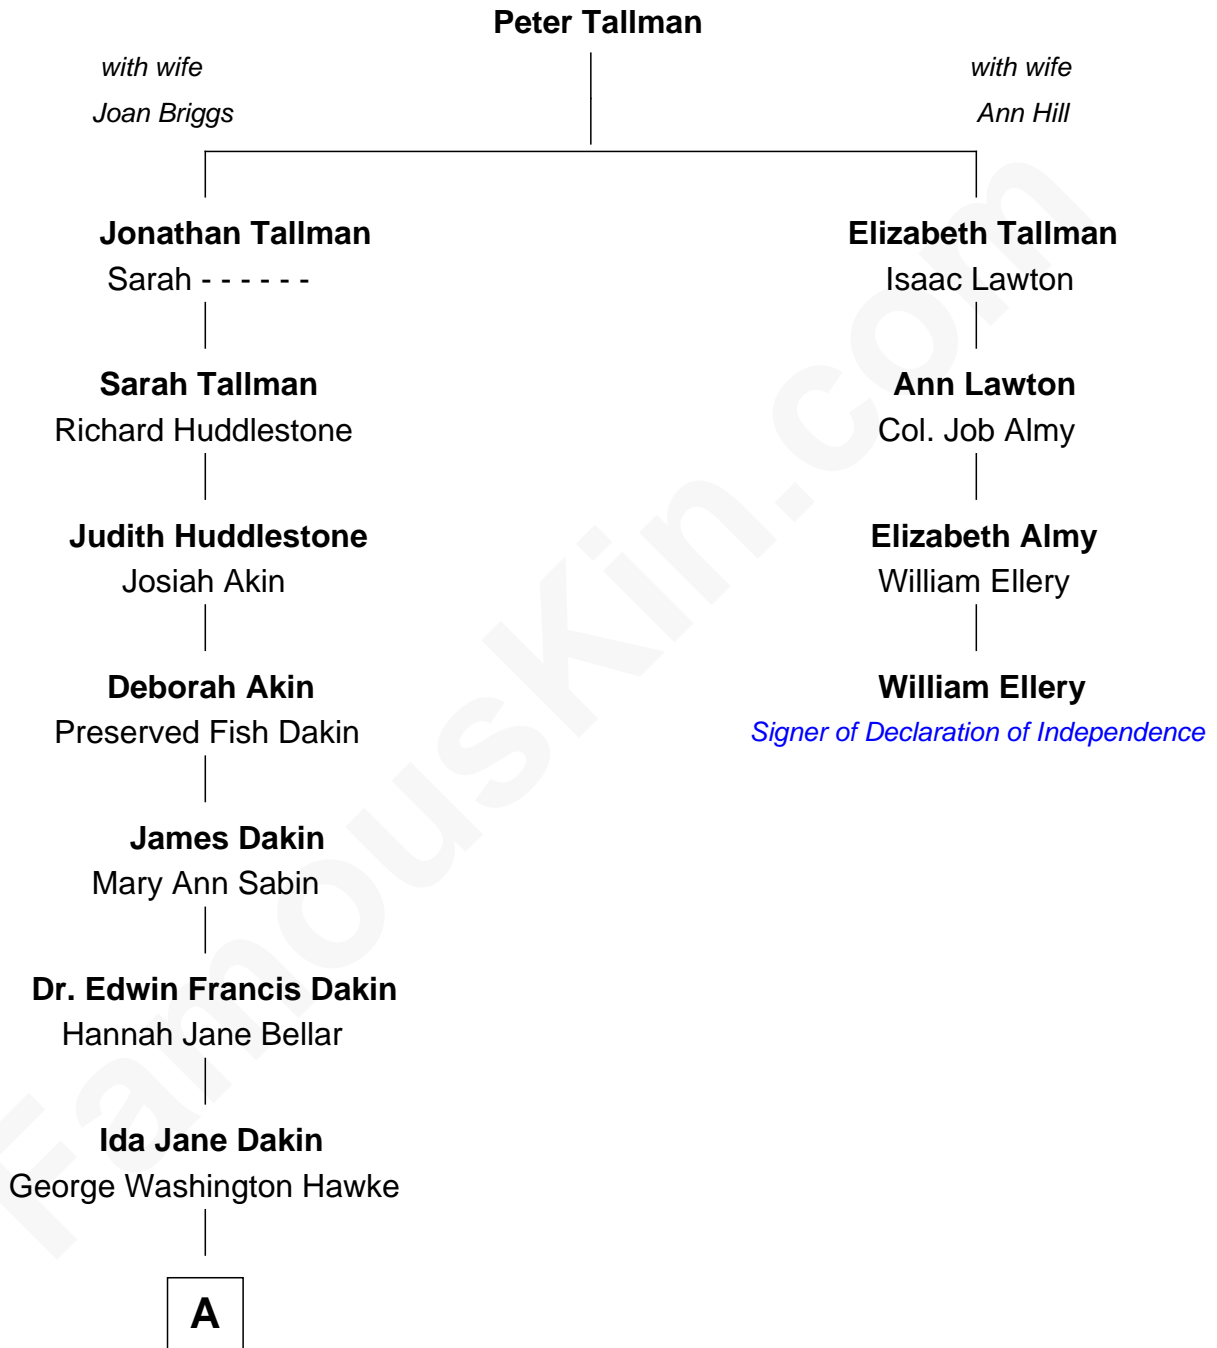 Peter Tallman
with wife
Joan Briggs
with wife
Ann Hill
Jonathan Tallman
Sarah - - - - - -
Sarah Tallman
Richard Huddlestone
Judith Huddlestone
Josiah Akin
Deborah Akin
Preserved Fish Dakin
James Dakin
Mary Ann Sabin
Dr. Edwin Francis Dakin
Hannah Jane Bellar
Ida Jane Dakin
George Washington Hawke
A
Elizabeth Tallman
Isaac Lawton
Ann Lawton
Col. Job Almy
Elizabeth Almy
William Ellery
William Ellery
Signer of Declaration of Independence
FamousKin.com